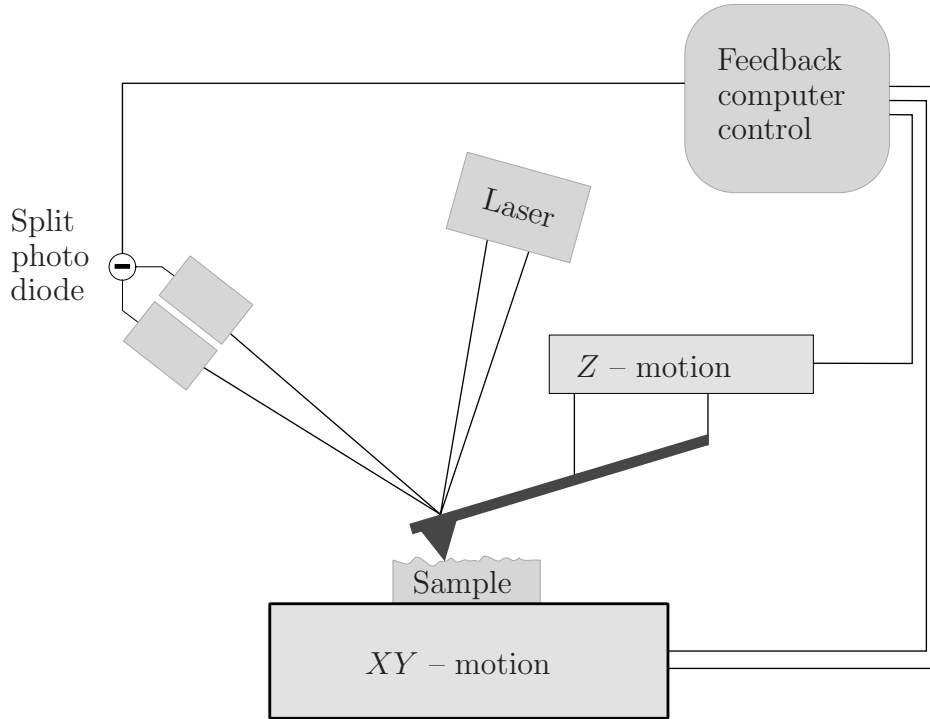 Feedback
computer
control
Laser
Split
photo
diode
Z – motion
Sample
XY – motion